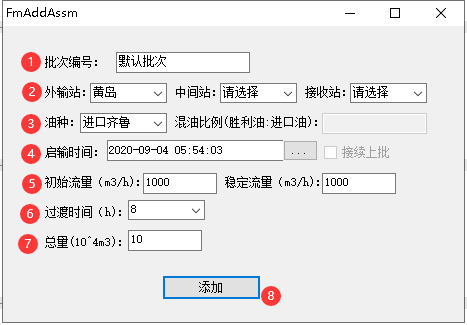 FmAddAssm
1 批次编号： 默认批次
2 外输站： 黄岛 中间站： 请选择 接收站： 请选择
3 油种： 进口齐鲁 混油比例(胜利油:进口油)：
4 启输时间： 2020-09-04 05:54:03 ... 接续上批
5 初始流量（m3/h)： 1000 稳定流量（m3/h)： 1000
6 过渡时间（h)： 8
7 总量(10^4m3)： 10
添加 8